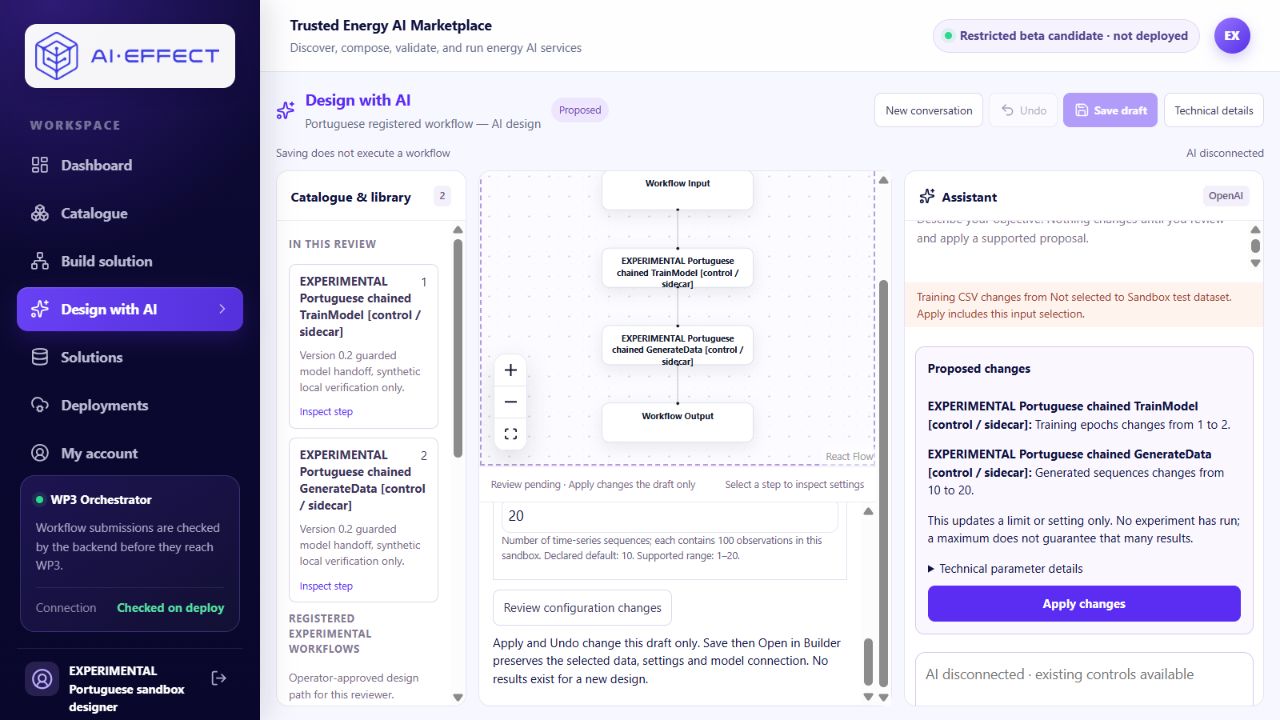 AI·EFFECT
WORKSPACE
Dashboard
Catalogue
Build solution
Design with AI
Solutions
Deployments
My account
WP3 Orchestrator
Workflow submissions are checked
by the backend before they reach
WP3.
Connection Checked on deploy
EXPERIMENTAL
Portuguese sandbox
designer
Trusted Energy AI Marketplace
Discover, compose, validate, and run energy AI services
Restricted beta candidate · not deployed
EX
Design with AI
Portuguese registered workflow — AI design
Proposed
New conversation
Undo
Save draft
Technical details
Saving does not execute a workflow
AI disconnected
Catalogue & library 2
IN THIS REVIEW
EXPERIMENTAL 1
Portuguese chained
TrainModel [control /
sidecar]
Version 0.2 guarded
model handoff, synthetic
local verification only.
Inspect step
EXPERIMENTAL 2
Portuguese chained
GenerateData [control
/ sidecar]
Version 0.2 guarded
model handoff, synthetic
local verification only.
Inspect step
REGISTERED
EXPERIMENTAL
WORKFLOWS
Operator-approved design
path for this reviewer.
Workflow Input
EXPERIMENTAL Portuguese
chained TrainModel [control /
sidecar]
EXPERIMENTAL Portuguese
chained GenerateData [control /
sidecar]
Workflow Output
React Flow
Review pending · Apply changes the draft only
Select a step to inspect settings
20
Number of time-series sequences; each contains 100 observations in this
sandbox. Declared default: 10. Supported range: 1–20.
Review configuration changes
Apply and Undo change this draft only. Save then Open in Builder
preserves the selected data, settings and model connection. No
results exist for a new design.
Assistant
OpenAI
Describe your objective. Nothing changes until you review
and apply a supported proposal.
Training CSV changes from Not selected to Sandbox test dataset.
Apply includes this input selection.
Proposed changes
EXPERIMENTAL Portuguese chained TrainModel
[control / sidecar]: Training epochs changes from 1 to 2.
EXPERIMENTAL Portuguese chained GenerateData
[control / sidecar]: Generated sequences changes from
10 to 20.
This updates a limit or setting only. No experiment has run;
a maximum does not guarantee that many results.
Technical parameter details
Apply changes
AI disconnected · existing controls available